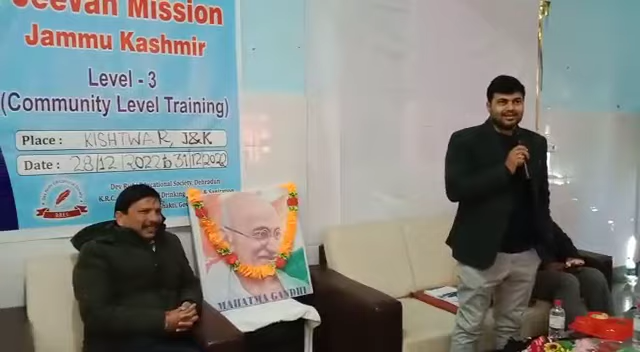 Jeevan Mission
Jammu Kashmir
Level - 3
(Community Level Training)
Place : KISHTWAR, J&K
Date : 28/12/2022 to 31/12/2022
MAHATMA GANDHI